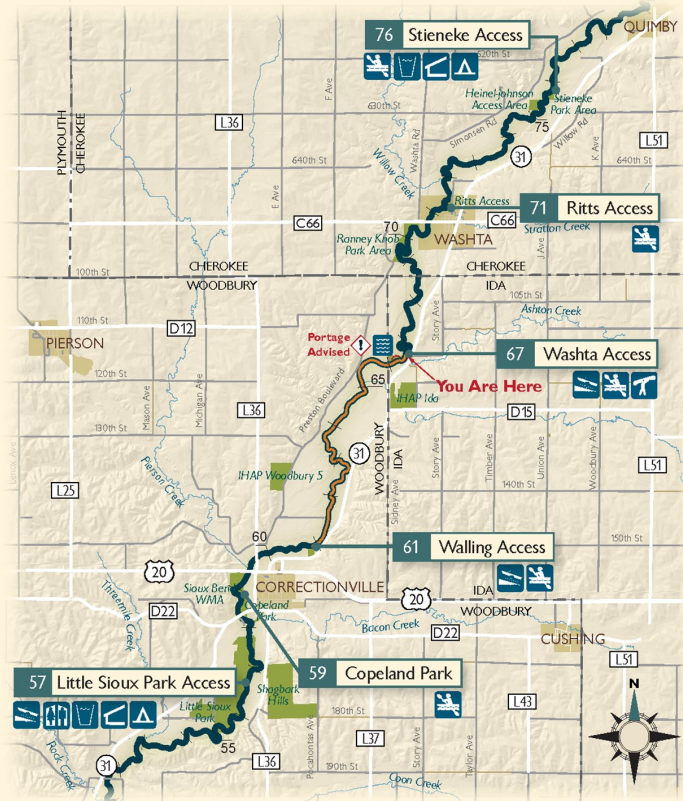 QUIMBY
76 Stieneke Access
520th St
F Ave
Heinel-Johnson
Access Area
Stieneke
Park Area
630th St
75
L36
Simonsen Rd
Willow Rd
K Ave
L51
PLYMOUTH
CHEROKEE
Washta Rd
31
640th St
640th St
Willow Creek
E Ave
Ritts Access
71 Ritts Access
C66
C66
70
Stratton Creek
Ranney Knob
Park Area
WASHTA
J Ave
CHEROKEE
CHEROKEE
100th St
WOODBURY
IDA
105th St
Story Ave
Ashton Creek
110th St
D12
PIERSON
Portage
Advised
!
67 Washta Access
120th St
65
You Are Here
Mason Ave
Michigan Ave
L36
Preston Boulevard
IHAP Ida
D15
130th St
31
WOODBURY
IDA
Story Ave
Timber Ave
Union Ave
Woodbury Ave
L51
Pierson Creek
IHAP Woodbury 5
L25
Sidney Ave
140th St
60
61 Walling Access
150th St
20
Sioux Bend
WMA
CORRECTIONVILLE
20
IDA
WOODBURY
Threemile Creek
D22
Copeland
Park
Bacon Creek
D22
CUSHING
L51
57 Little Sioux Park Access
59 Copeland Park
N
Little Sioux
Park
Shagbark
Hills
180th St
L43
55
Pocahontas Ave
L37
Story Ave
Taylor Ave
31
Rock Creek
L36
190th St
Coon Creek